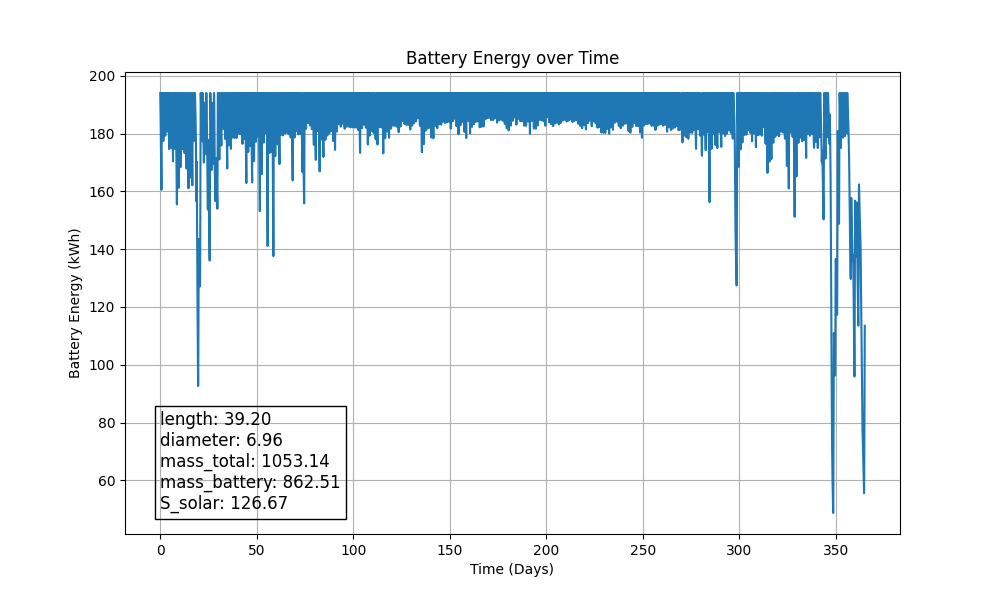 Battery Energy over Time
Battery Energy (kWh)
200
180
160
140
120
100
80
60
length: 39.20
diameter: 6.96
mass_total: 1053.14
mass_battery: 862.51
S_solar: 126.67
0 50 100 150 200 250 300 350
Time (Days)